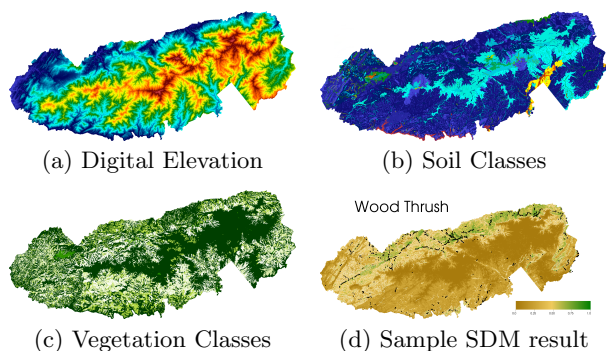 (a) Digital Elevation
(b) Soil Classes
Wood Thrush
(c) Vegetation Classes
(d) Sample SDM result